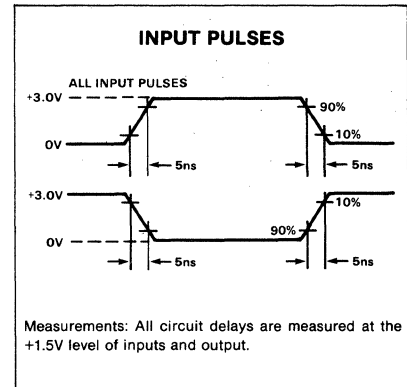 INPUT PULSES
ALL INPUT PULSES
+3.0V
90%
10%
0V
5ns
5ns
+3.0V
10%
90%
0V
5ns
5ns
Measurements: All circuit delays are measured at the
+1.5V level of inputs and output.